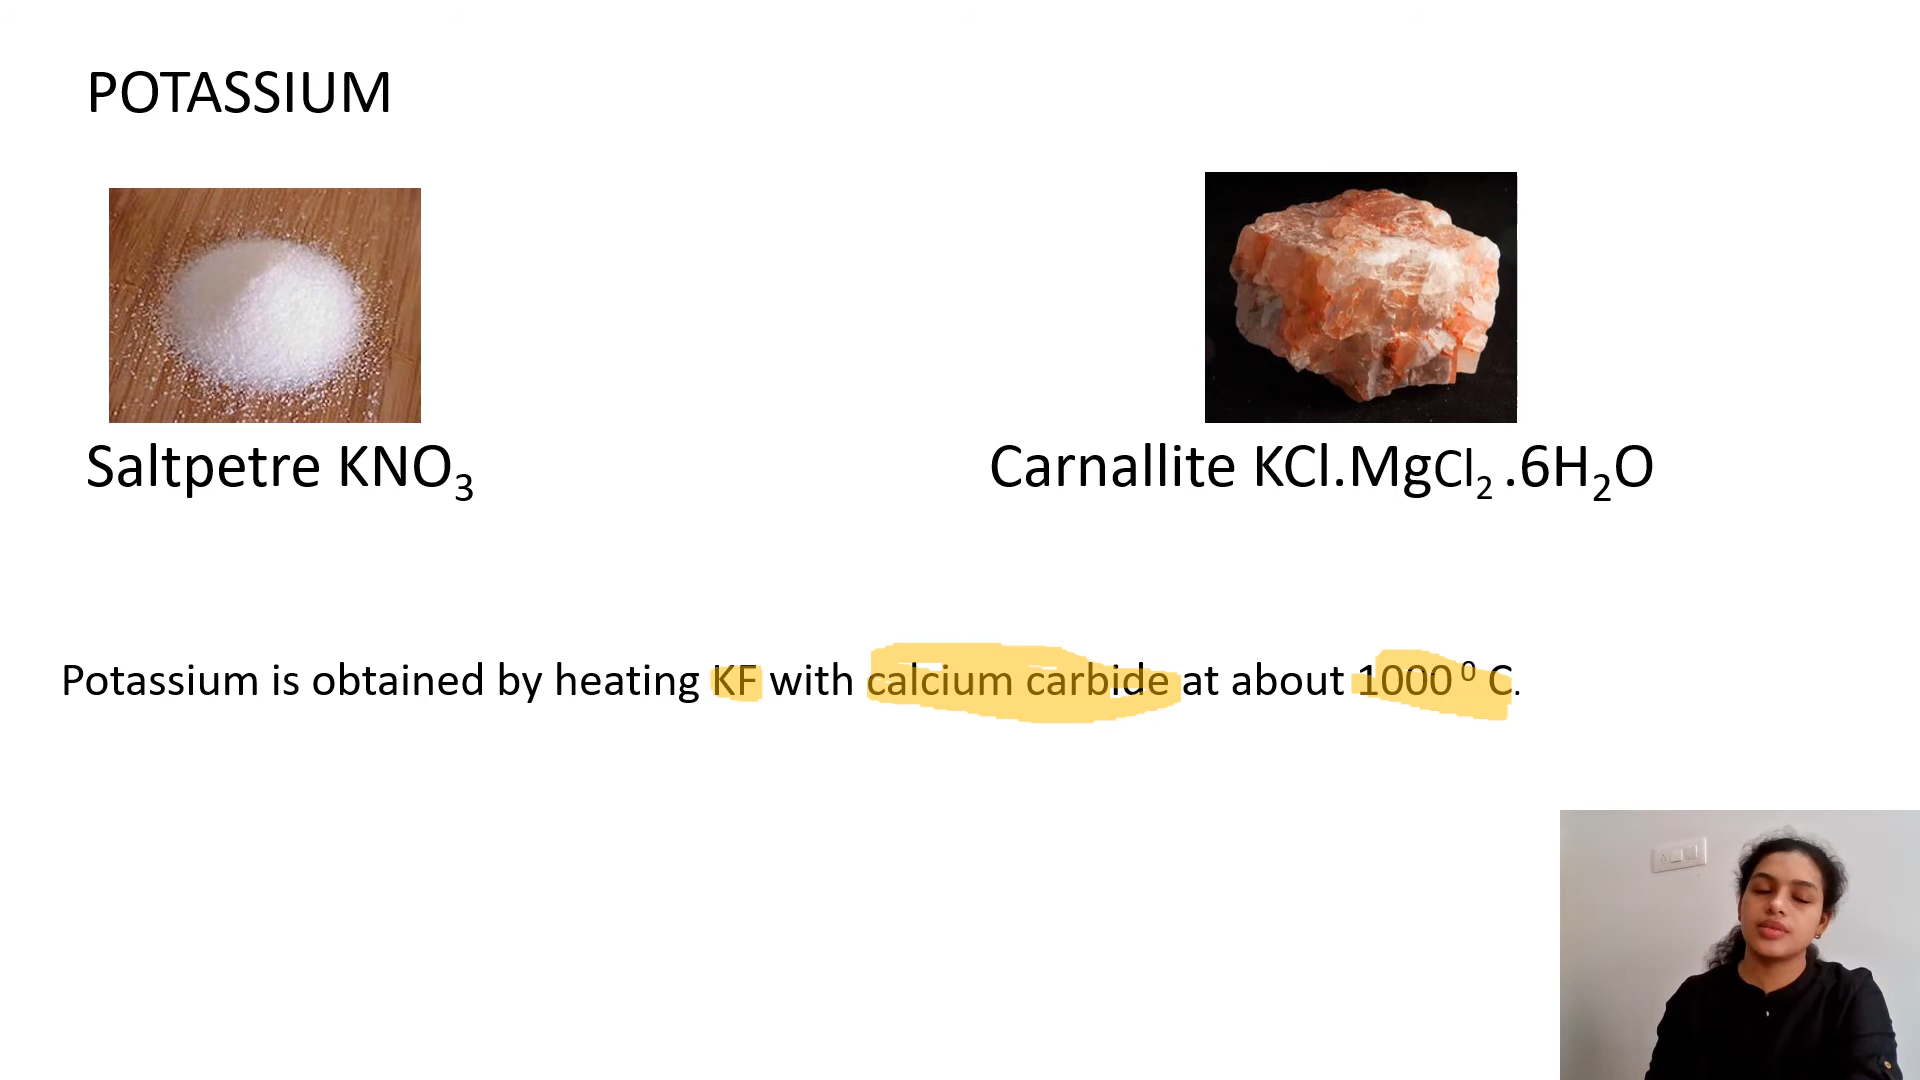 POTASSIUM
Saltpetre KNO₃
Carnallite KCl.MgCl₂ .6H₂O
Potassium is obtained by heating KF with calcium carbide at about 1000 ⁰ C.